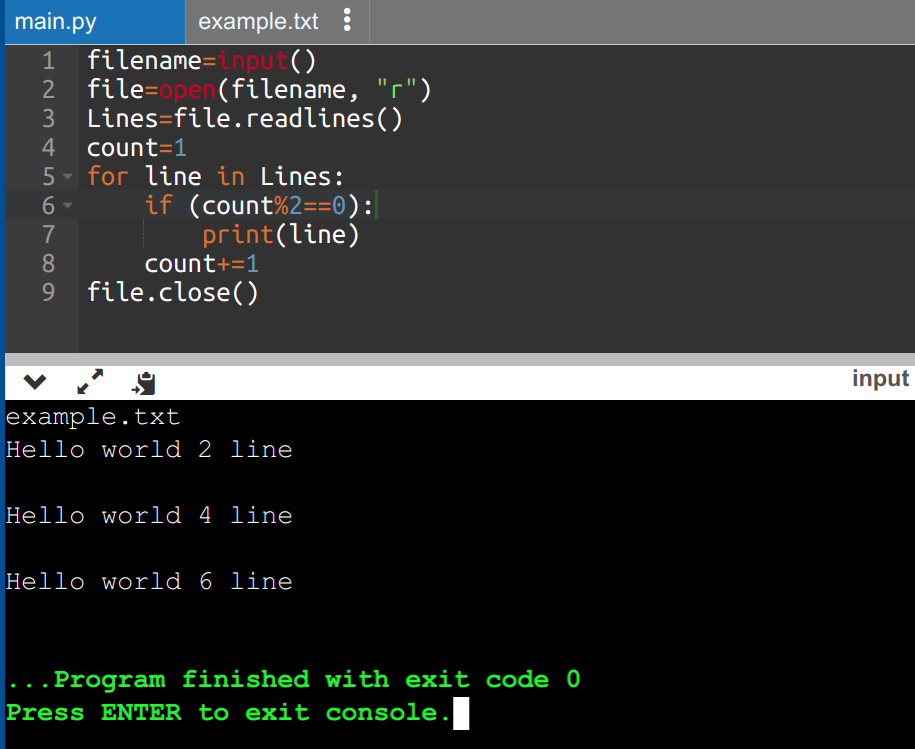 main.py example.txt
1 filename=input()
2 file=open(filename, "r")
3 Lines=file.readlines()
4 count=1
5 for line in Lines:
6     if (count%2==0):
7         print(line)
8     count+=1
9 file.close()
input
example.txt
Hello world 2 line
Hello world 4 line
Hello world 6 line
...Program finished with exit code 0
Press ENTER to exit console.